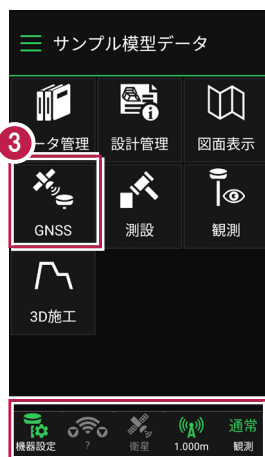 サンプル模型データ
3
ータ管理
設計管理
図面表示
GNSS
測設
観測
3D施工
通常
機器設定
?
衛星
1.000m
観測